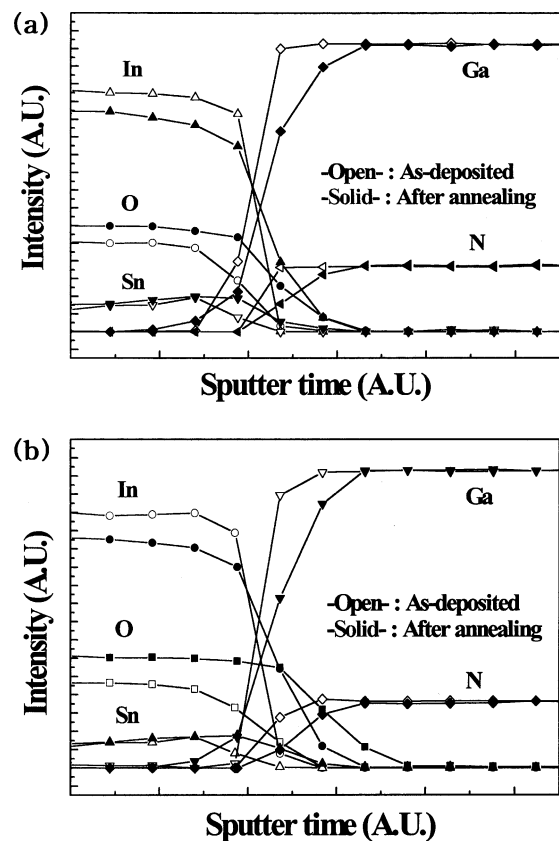 (a)
In
Ga
-Open- : As-deposited
-Solid- : After annealing
O
N
Sn
Intensity (A.U.)
Sputter time (A.U.)
(b)
In
Ga
-Open- : As-deposited
-Solid- : After annealing
O
N
Sn
Intensity (A.U.)
Sputter time (A.U.)